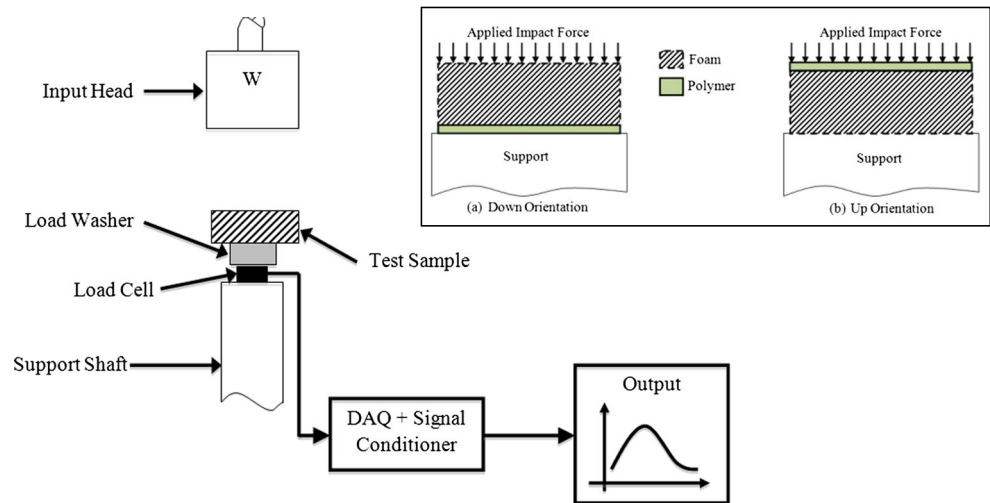 Input Head
W
Applied Impact Force
Foam
Polymer
Support
(a) Down Orientation
Applied Impact Force
Support
(b) Up Orientation
Load Washer
Test Sample
Load Cell
Support Shaft
DAQ + Signal
Conditioner
Output